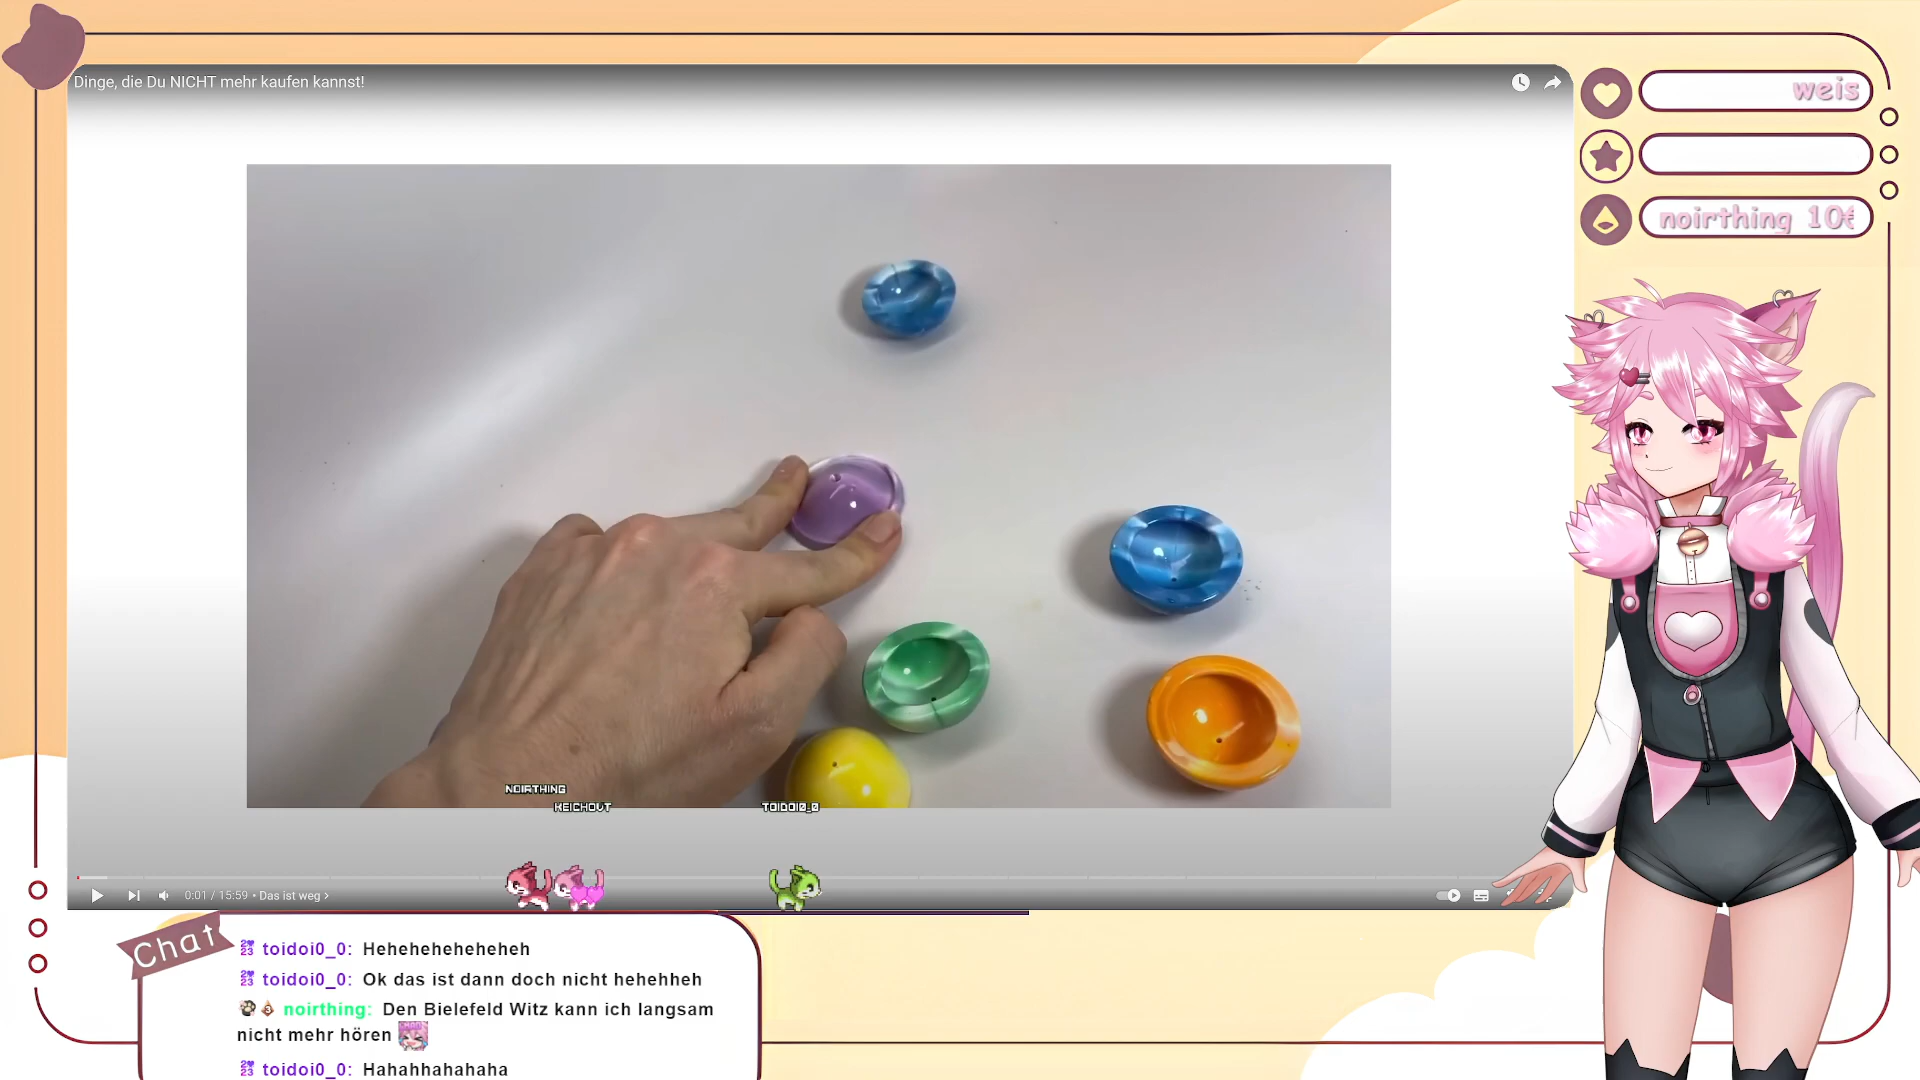 Dinge, die Du NICHT mehr kaufen kannst!
weis
noirthing 10€
NOIRTHING
KEICHOVT
TOIDOI0_0
0:01 / 15:59 • Das ist weg ›
Chat
toidoi0_0: Heheheheheheheh
toidoi0_0: Ok das ist dann doch nicht hehehheh
noirthing: Den Bielefeld Witz kann ich langsam
nicht mehr hören
toidoi0_0: Hahahhahahaha